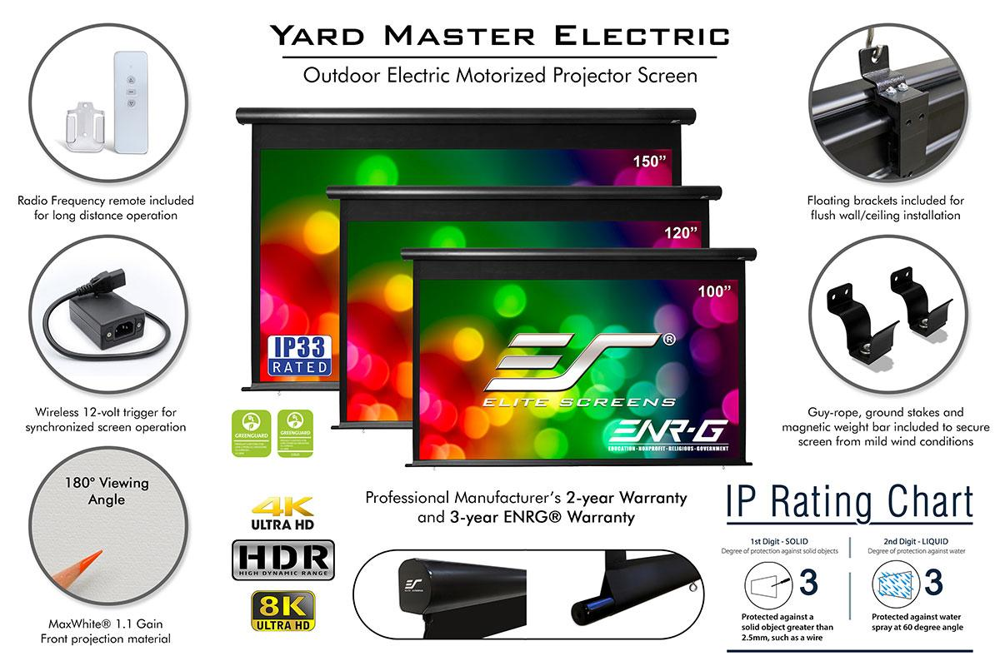 YARD MASTER ELECTRIC
Outdoor Electric Motorized Projector Screen
Radio Frequency remote included
for long distance operation
Wireless 12-volt trigger for
synchronized screen operation
180° Viewing
Angle
MaxWhite® 1.1 Gain
Front projection material
150”
120”
100”
IP33
RATED
ES®
ELITE SCREENS
ENR-G
EDUCATION · NONPROFIT · RELIGIOUS · GOVERNMENT
UL
GREENGUARD
UL
GREENGUARD
GOLD
4K
ULTRA HD
HDR
HIGH DYNAMIC RANGE
8K
ULTRA HD
Professional Manufacturer’s 2-year Warranty
and 3-year ENRG® Warranty
ES
ELITE SCREENS
Floating brackets included for
flush wall/ceiling installation
Guy-rope, ground stakes and
magnetic weight bar included to secure
screen from mild wind conditions
IP Rating Chart
1st Digit - SOLID
Degree of protection against solid objects
3
Protected against a
solid object greater than
2.5mm, such as a wire
2nd Digit - LIQUID
Degree of protection against water
3
Protected against water
spray at 60 degree angle